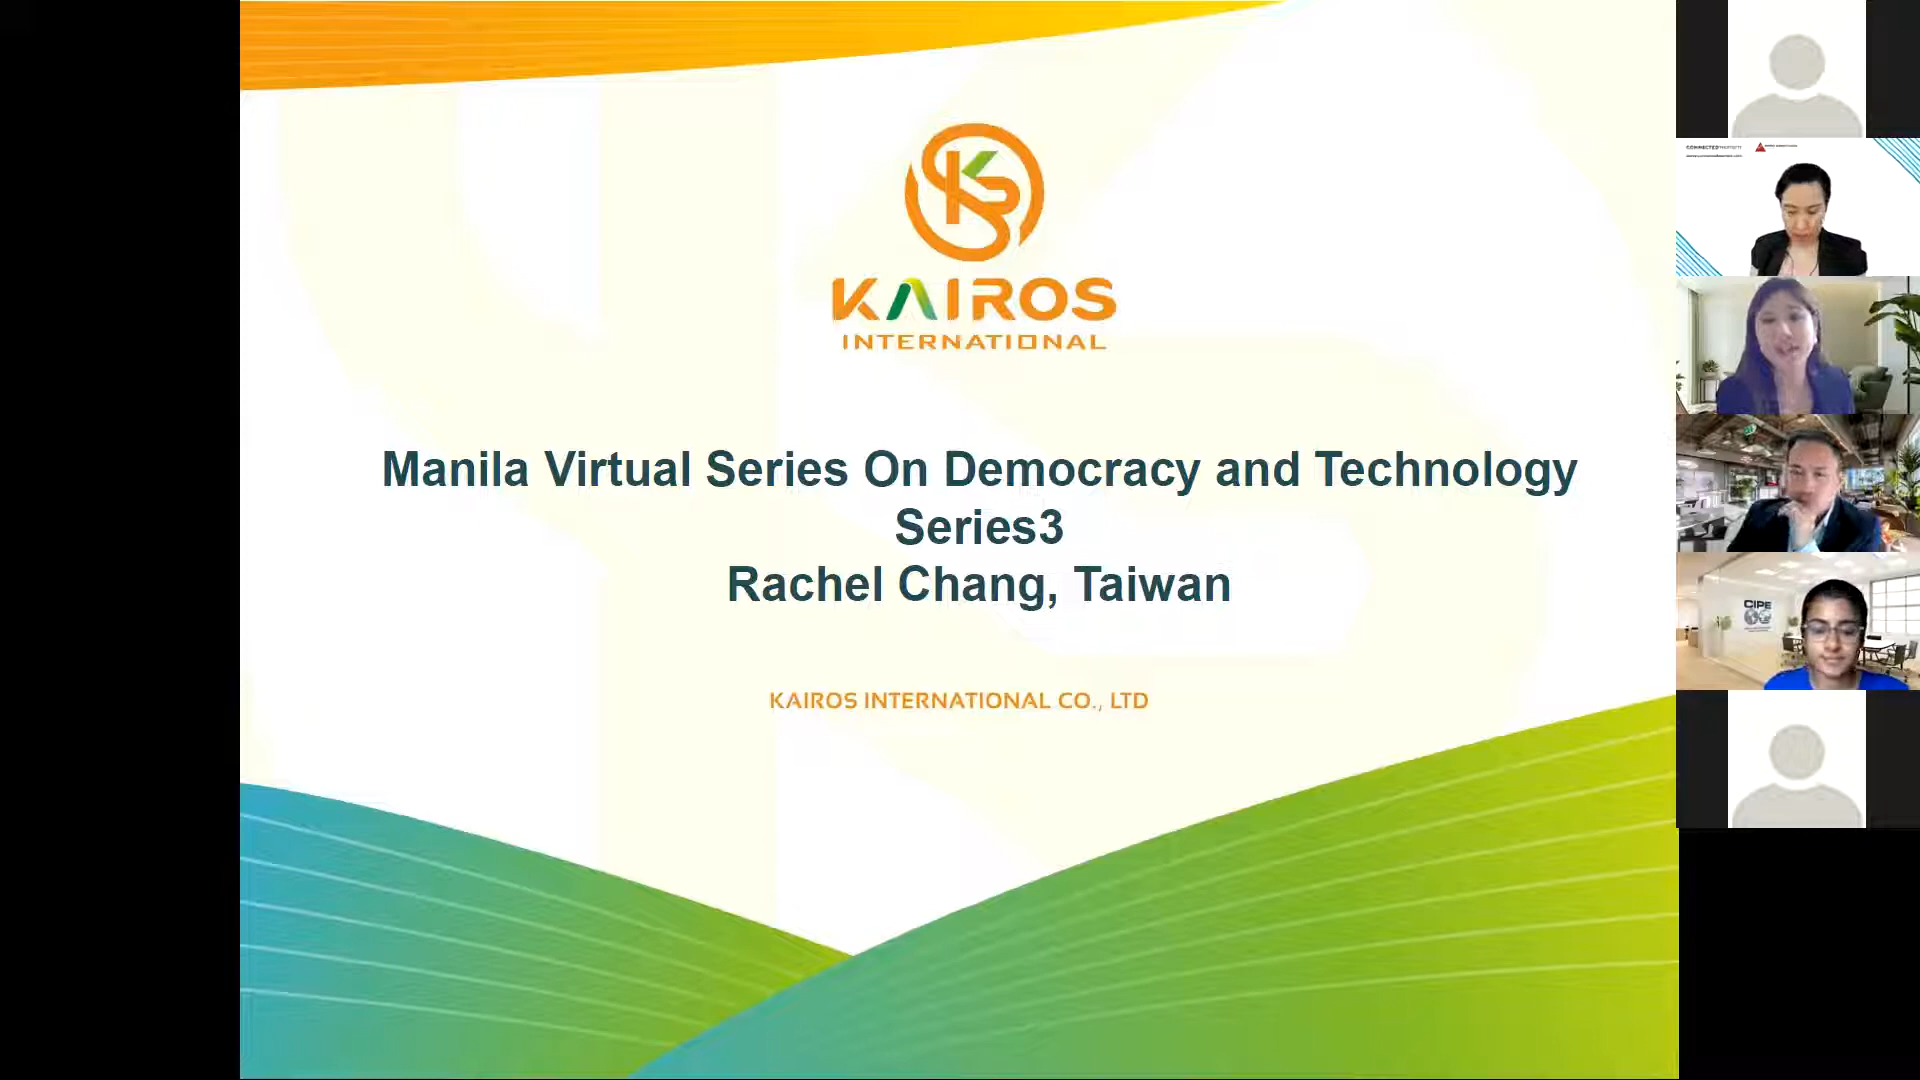 KAIROS
INTERNATIONAL
Manila Virtual Series On Democracy and Technology
Series3
Rachel Chang, Taiwan
KAIROS INTERNATIONAL CO., LTD
CIPE